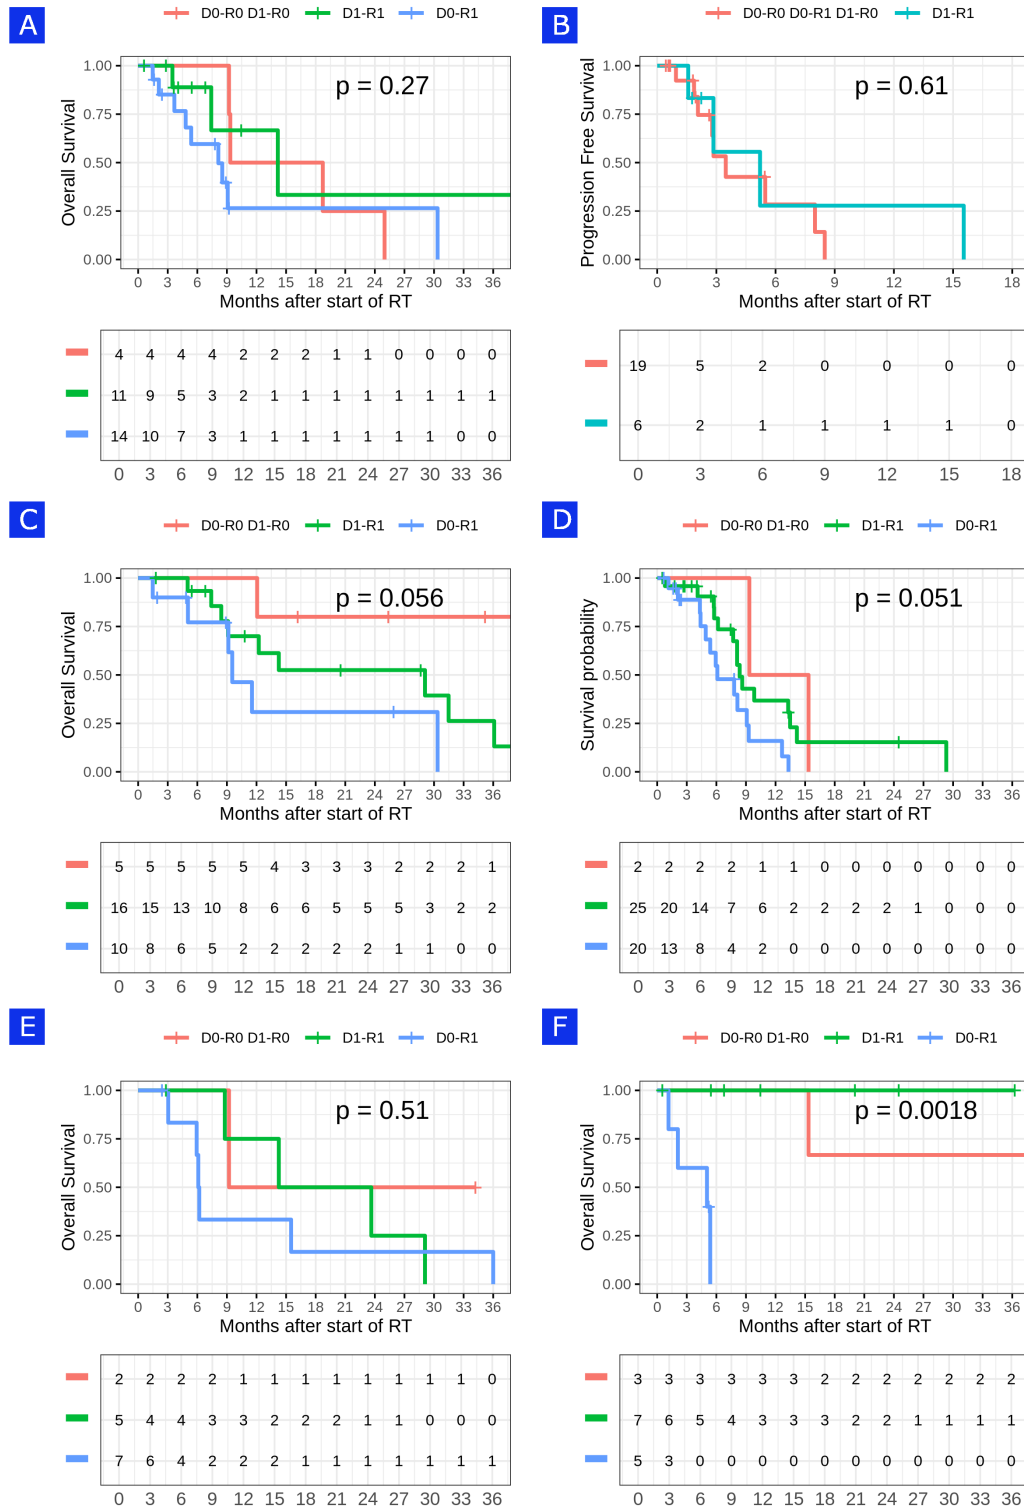 A
D0-R0 D1-R0 D1-R1 D0-R1
p = 0.27
Overall Survival
1.00
0.75
0.50
0.25
0.00
0 3 6 9 12 15 18 21 24 27 30 33 36
Months after start of RT
4 4 4 4 2 2 2 1 1 0 0 0 0
11 9 5 3 2 1 1 1 1 1 1 1 1
14 10 7 3 1 1 1 1 1 1 1 0 0
0 3 6 9 12 15 18 21 24 27 30 33 36
B
D0-R0 D0-R1 D1-R0 D1-R1
p = 0.61
Progression Free Survival
1.00
0.75
0.50
0.25
0.00
0 3 6 9 12 15 18
Months after start of RT
19 5 2 0 0 0 0
6 2 1 1 1 1 0
0 3 6 9 12 15 18
C
D0-R0 D1-R0 D1-R1 D0-R1
p = 0.056
Overall Survival
1.00
0.75
0.50
0.25
0.00
0 3 6 9 12 15 18 21 24 27 30 33 36
Months after start of RT
5 5 5 5 5 4 3 3 3 2 2 2 1
16 15 13 10 8 6 6 5 5 5 3 2 2
10 8 6 5 2 2 2 2 2 1 1 0 0
0 3 6 9 12 15 18 21 24 27 30 33 36
D
D0-R0 D1-R0 D1-R1 D0-R1
p = 0.051
Survival probability
1.00
0.75
0.50
0.25
0.00
0 3 6 9 12 15 18 21 24 27 30 33 36
Months after start of RT
2 2 2 2 1 1 0 0 0 0 0 0 0
25 20 14 7 6 2 2 2 2 1 0 0 0
20 13 8 4 2 0 0 0 0 0 0 0 0
0 3 6 9 12 15 18 21 24 27 30 33 36
E
D0-R0 D1-R0 D1-R1 D0-R1
p = 0.51
Overall Survival
1.00
0.75
0.50
0.25
0.00
0 3 6 9 12 15 18 21 24 27 30 33 36
Months after start of RT
2 2 2 2 1 1 1 1 1 1 1 1 0
5 4 4 3 3 2 2 2 1 1 0 0 0
7 6 4 2 2 2 1 1 1 1 1 1 1
0 3 6 9 12 15 18 21 24 27 30 33 36
F
D0-R0 D1-R0 D1-R1 D0-R1
p = 0.0018
Overall Survival
1.00
0.75
0.50
0.25
0.00
0 3 6 9 12 15 18 21 24 27 30 33 36
Months after start of RT
3 3 3 3 3 3 2 2 2 2 2 2 2
7 6 5 4 3 3 3 2 2 1 1 1 1
5 3 0 0 0 0 0 0 0 0 0 0 0
0 3 6 9 12 15 18 21 24 27 30 33 36